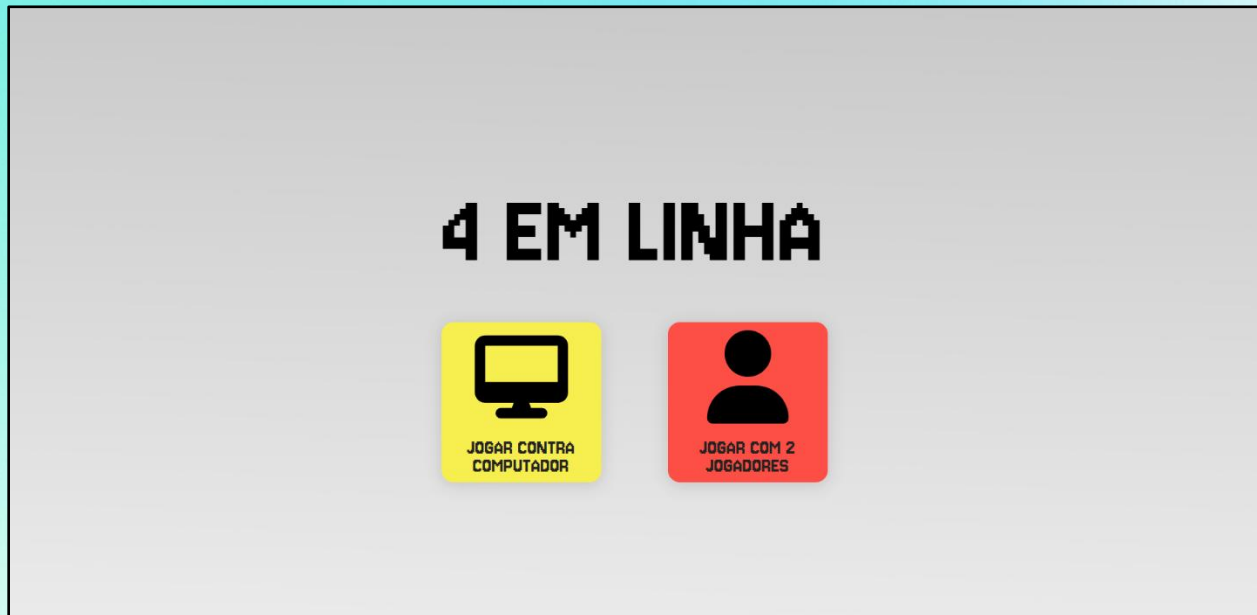 4 EM LINHA
JOGAR CONTRA
COMPUTADOR
JOGAR COM 2
JOGADORES